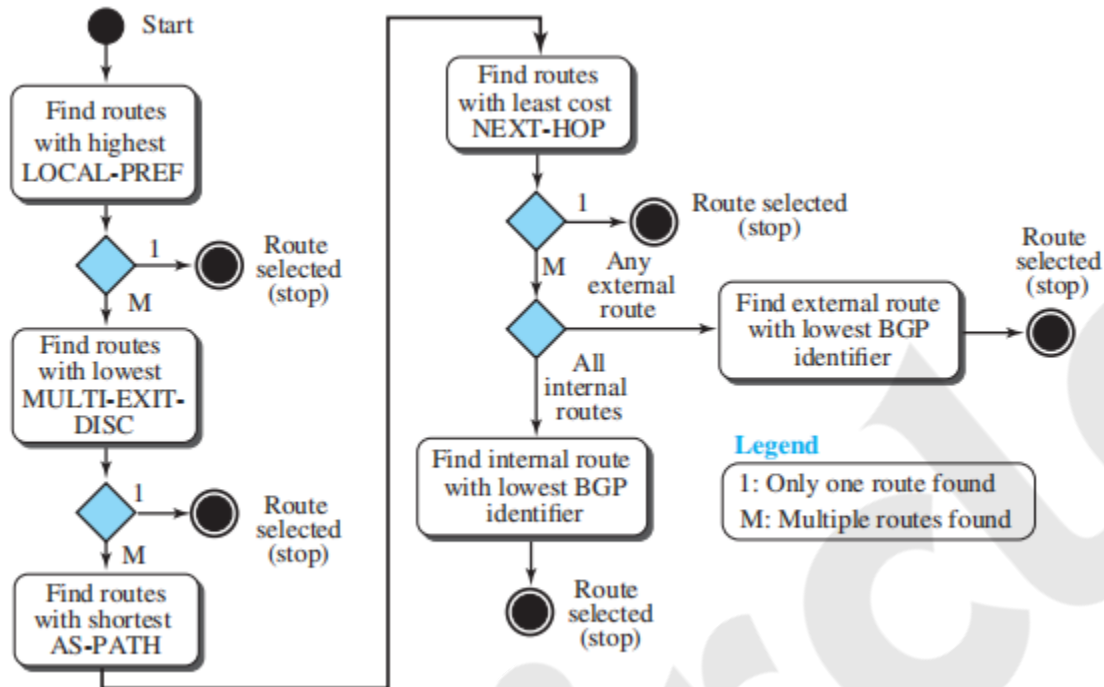 Start
Find routes
with highest
LOCAL-PREF
1
Route
selected
(stop)
M
Find routes
with lowest
MULTI-EXIT-
DISC
1
Route
selected
(stop)
M
Find routes
with shortest
AS-PATH
Find routes
with least cost
NEXT-HOP
1
Route selected
(stop)
M
Any
external
route
Find external route
with lowest BGP
identifier
Route
selected
(stop)
All
internal
routes
Find internal route
with lowest BGP
identifier
Route
selected
(stop)
Legend
1: Only one route found
M: Multiple routes found